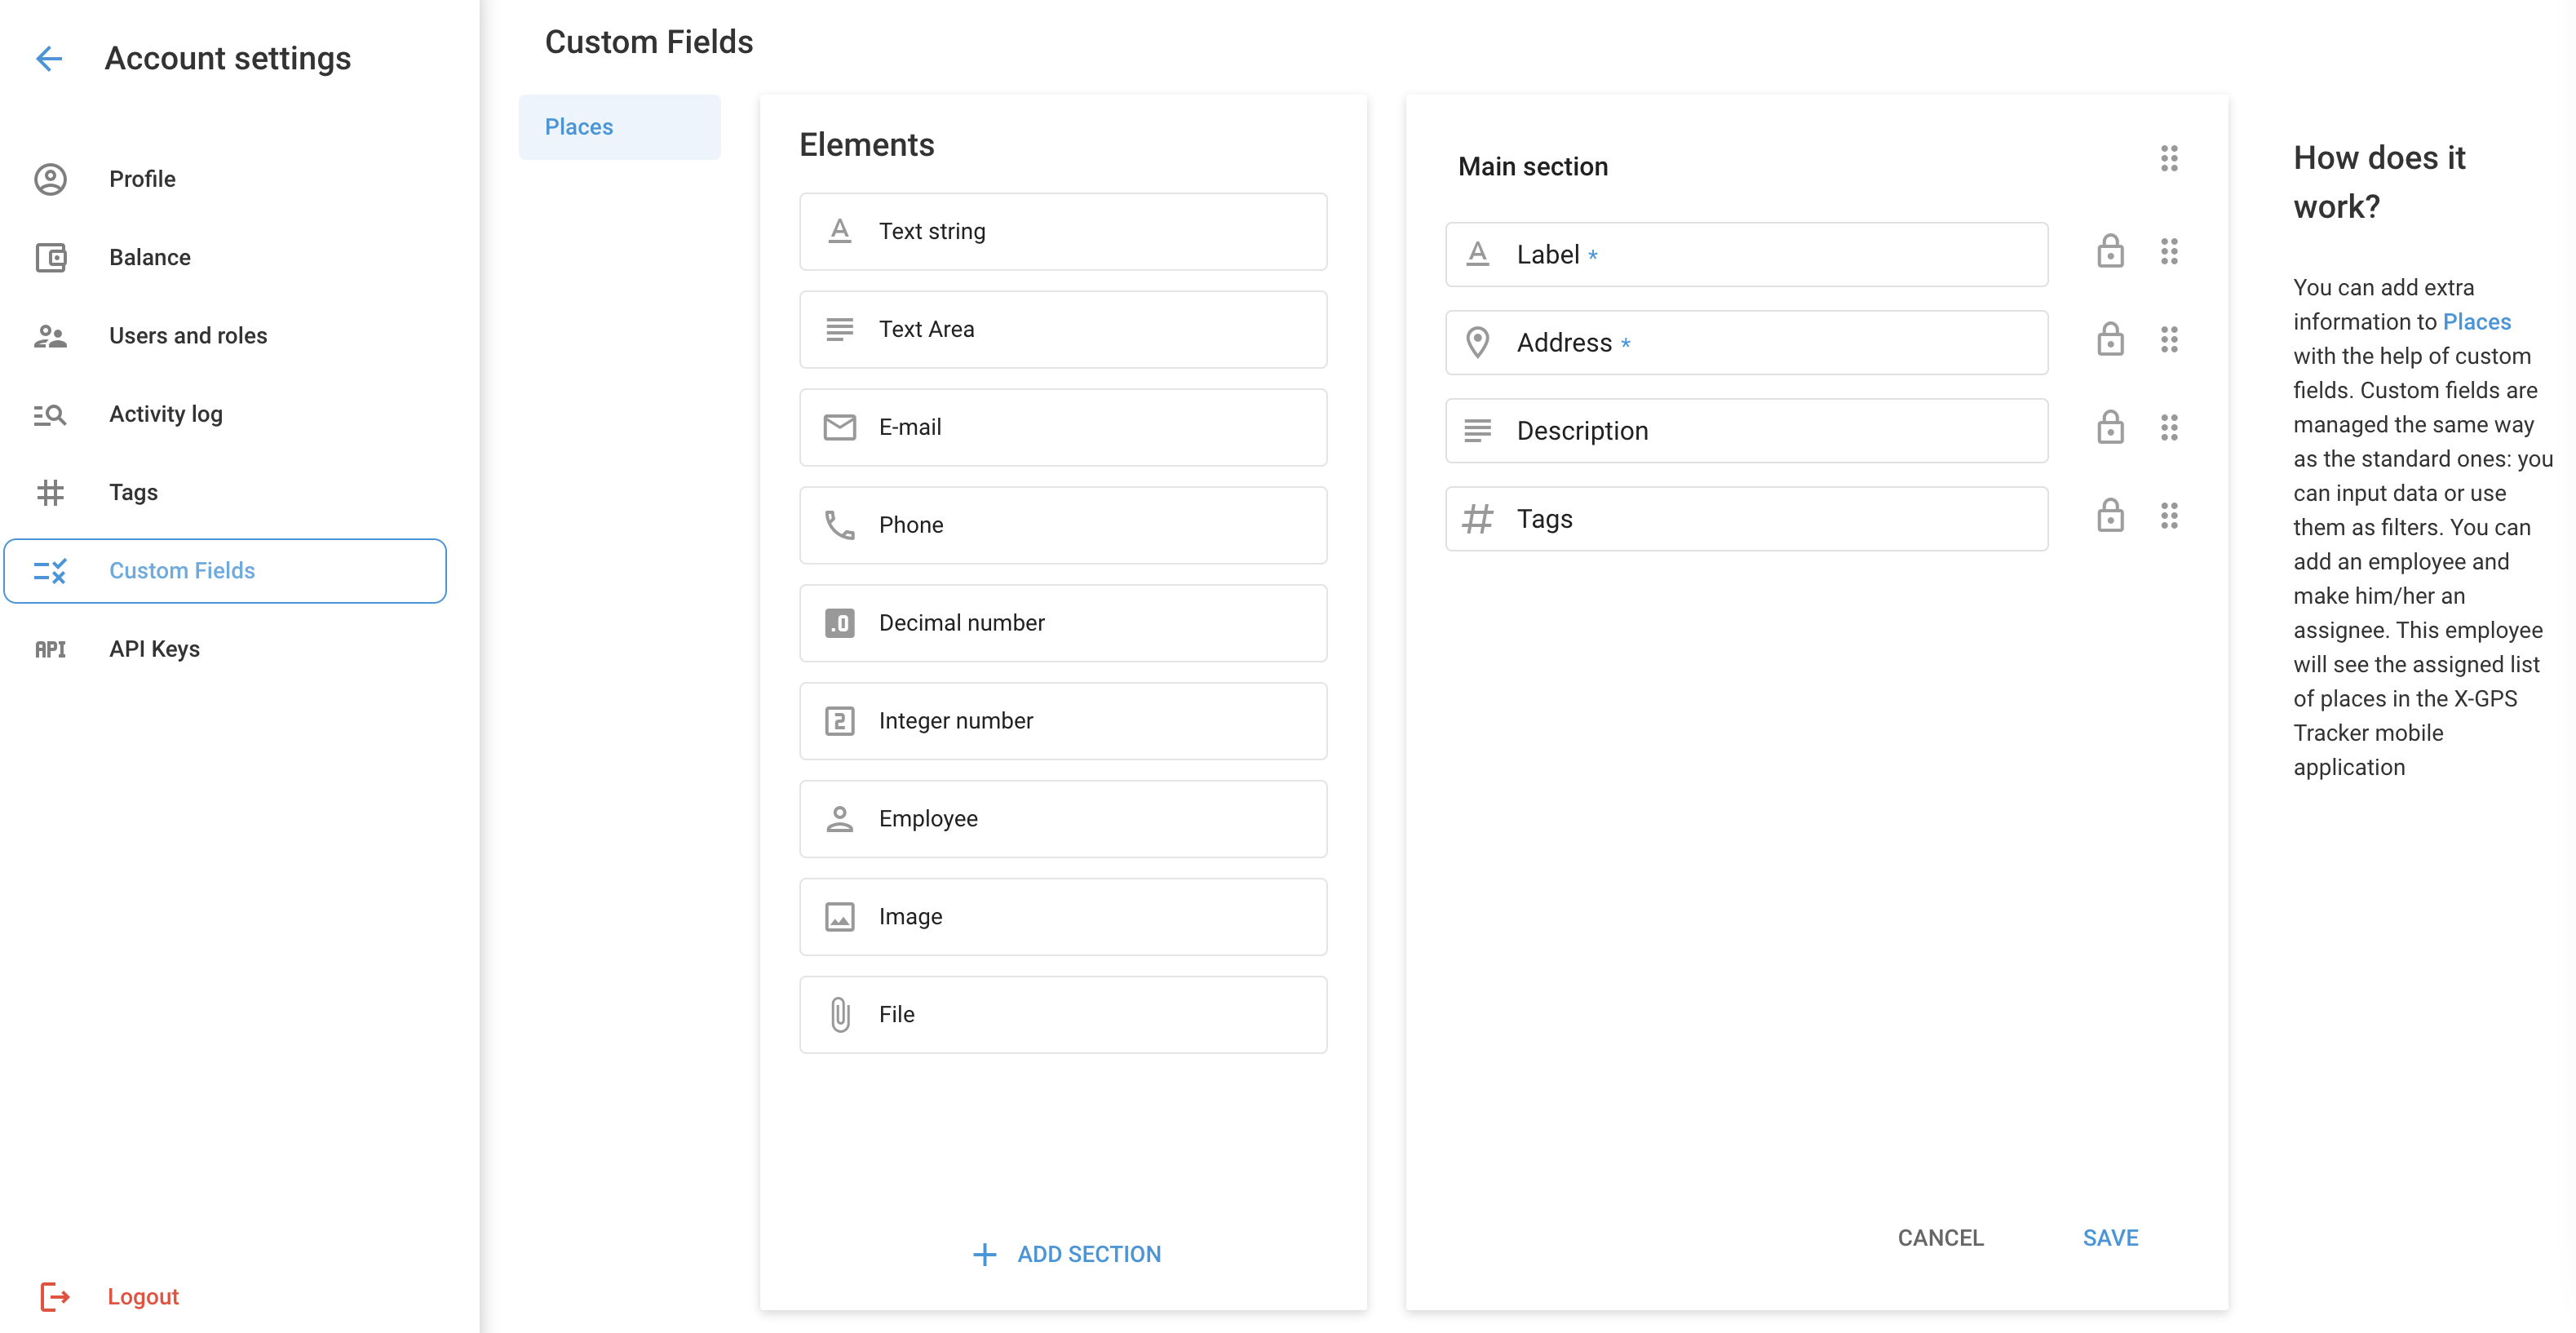 Account settings
Profile
Balance
Users and roles
Activity log
Tags
Custom Fields
API
API Keys
Logout
Custom Fields
Places
Elements
Text string
Text Area
E-mail
Phone
.0 Decimal number
2 Integer number
Employee
Image
File
+ ADD SECTION
Main section
Label *
Address *
Description
# Tags
CANCEL
SAVE
How does it
work?
You can add extra
information to Places
with the help of custom
fields. Custom fields are
managed the same way
as the standard ones: you
can input data or use
them as filters. You can
add an employee and
make him/her an
assignee. This employee
will see the assigned list
of places in the X-GPS
Tracker mobile
application